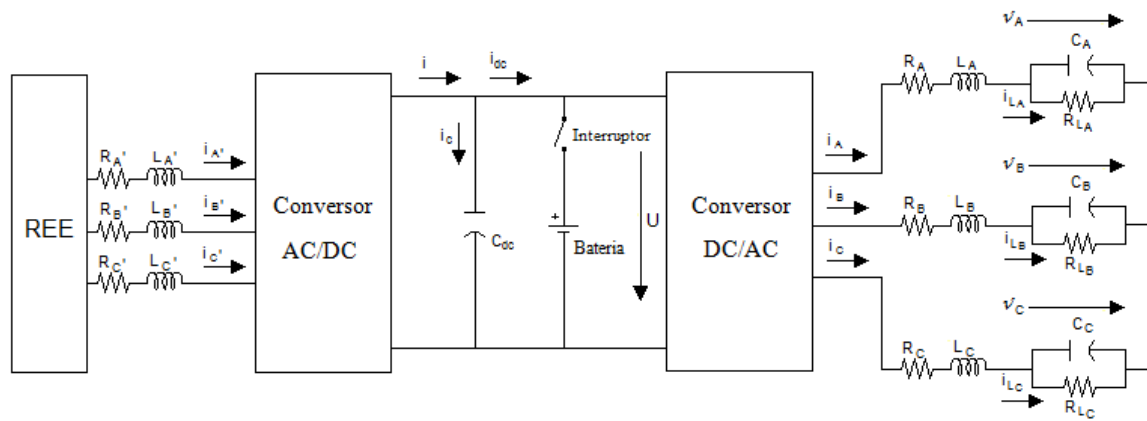 REE
R_A'
L_A'
i_A'
R_B'
L_B'
i_B'
R_C'
L_C'
i_C'
Conversor
AC/DC
i
i_dc
i_c
C_dc
Interruptor
+
Bateria
U
Conversor
DC/AC
i_A
i_B
i_C
R_A
L_A
v_A
C_A
i_LA
R_LA
R_B
L_B
v_B
C_B
i_LB
R_LB
R_C
L_C
v_C
C_C
i_LC
R_LC